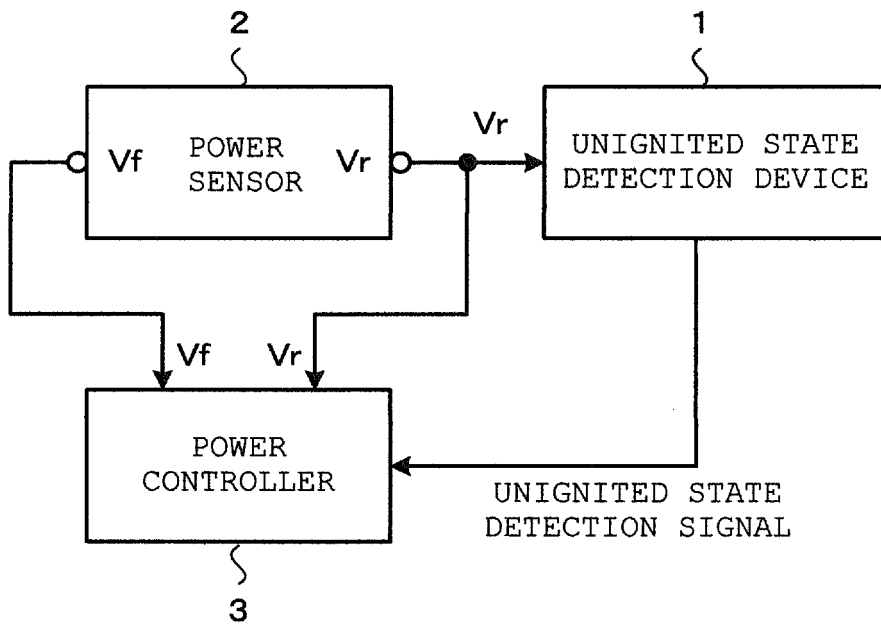 2
1
Vf
POWER
SENSOR
Vr
Vr
UNIGNITED STATE
DETECTION DEVICE
Vf
Vr
POWER
CONTROLLER
UNIGNITED STATE
DETECTION SIGNAL
3